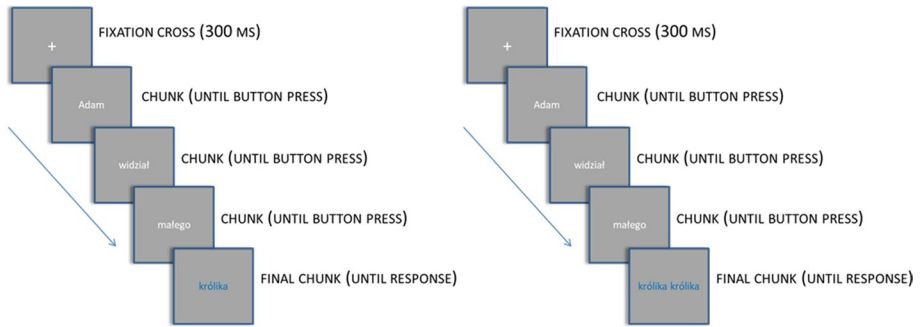 +
FIXATION CROSS (300 MS)
Adam
CHUNK (UNTIL BUTTON PRESS)
widział
CHUNK (UNTIL BUTTON PRESS)
małego
CHUNK (UNTIL BUTTON PRESS)
królika
FINAL CHUNK (UNTIL RESPONSE)
+
FIXATION CROSS (300 MS)
Adam
CHUNK (UNTIL BUTTON PRESS)
widział
CHUNK (UNTIL BUTTON PRESS)
małego
CHUNK (UNTIL BUTTON PRESS)
królika królika
FINAL CHUNK (UNTIL RESPONSE)